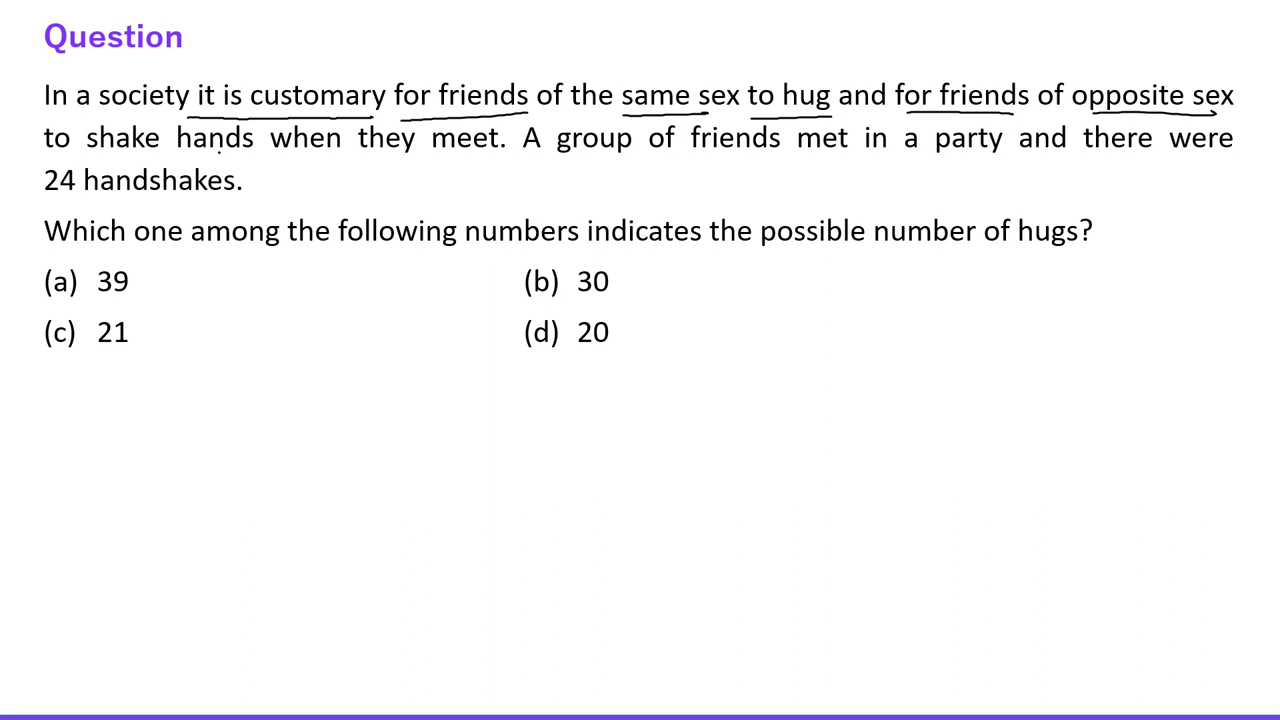 Question
In a society it is customary for friends of the same sex to hug and for friends of opposite sex
to shake hands when they meet. A group of friends met in a party and there were
24 handshakes.
Which one among the following numbers indicates the possible number of hugs?
(a) 39 (b) 30
(c) 21 (d) 20